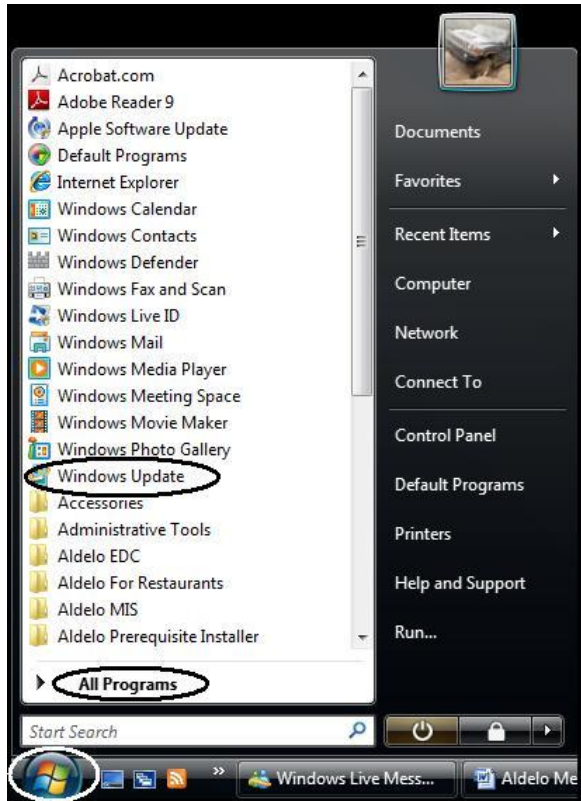 Acrobat.com
Adobe Reader 9
Apple Software Update
Default Programs
Internet Explorer
Windows Calendar
Windows Contacts
Windows Defender
Windows Fax and Scan
Windows Live ID
Windows Mail
Windows Media Player
Windows Meeting Space
Windows Movie Maker
Windows Photo Gallery
Windows Update
Accessories
Administrative Tools
Aldelo EDC
Aldelo For Restaurants
Aldelo MIS
Aldelo Prerequisite Installer
All Programs
Start Search
Documents
Favorites
Recent Items
Computer
Network
Connect To
Control Panel
Default Programs
Printers
Help and Support
Run...
Windows Live Mess...
Aldelo Me